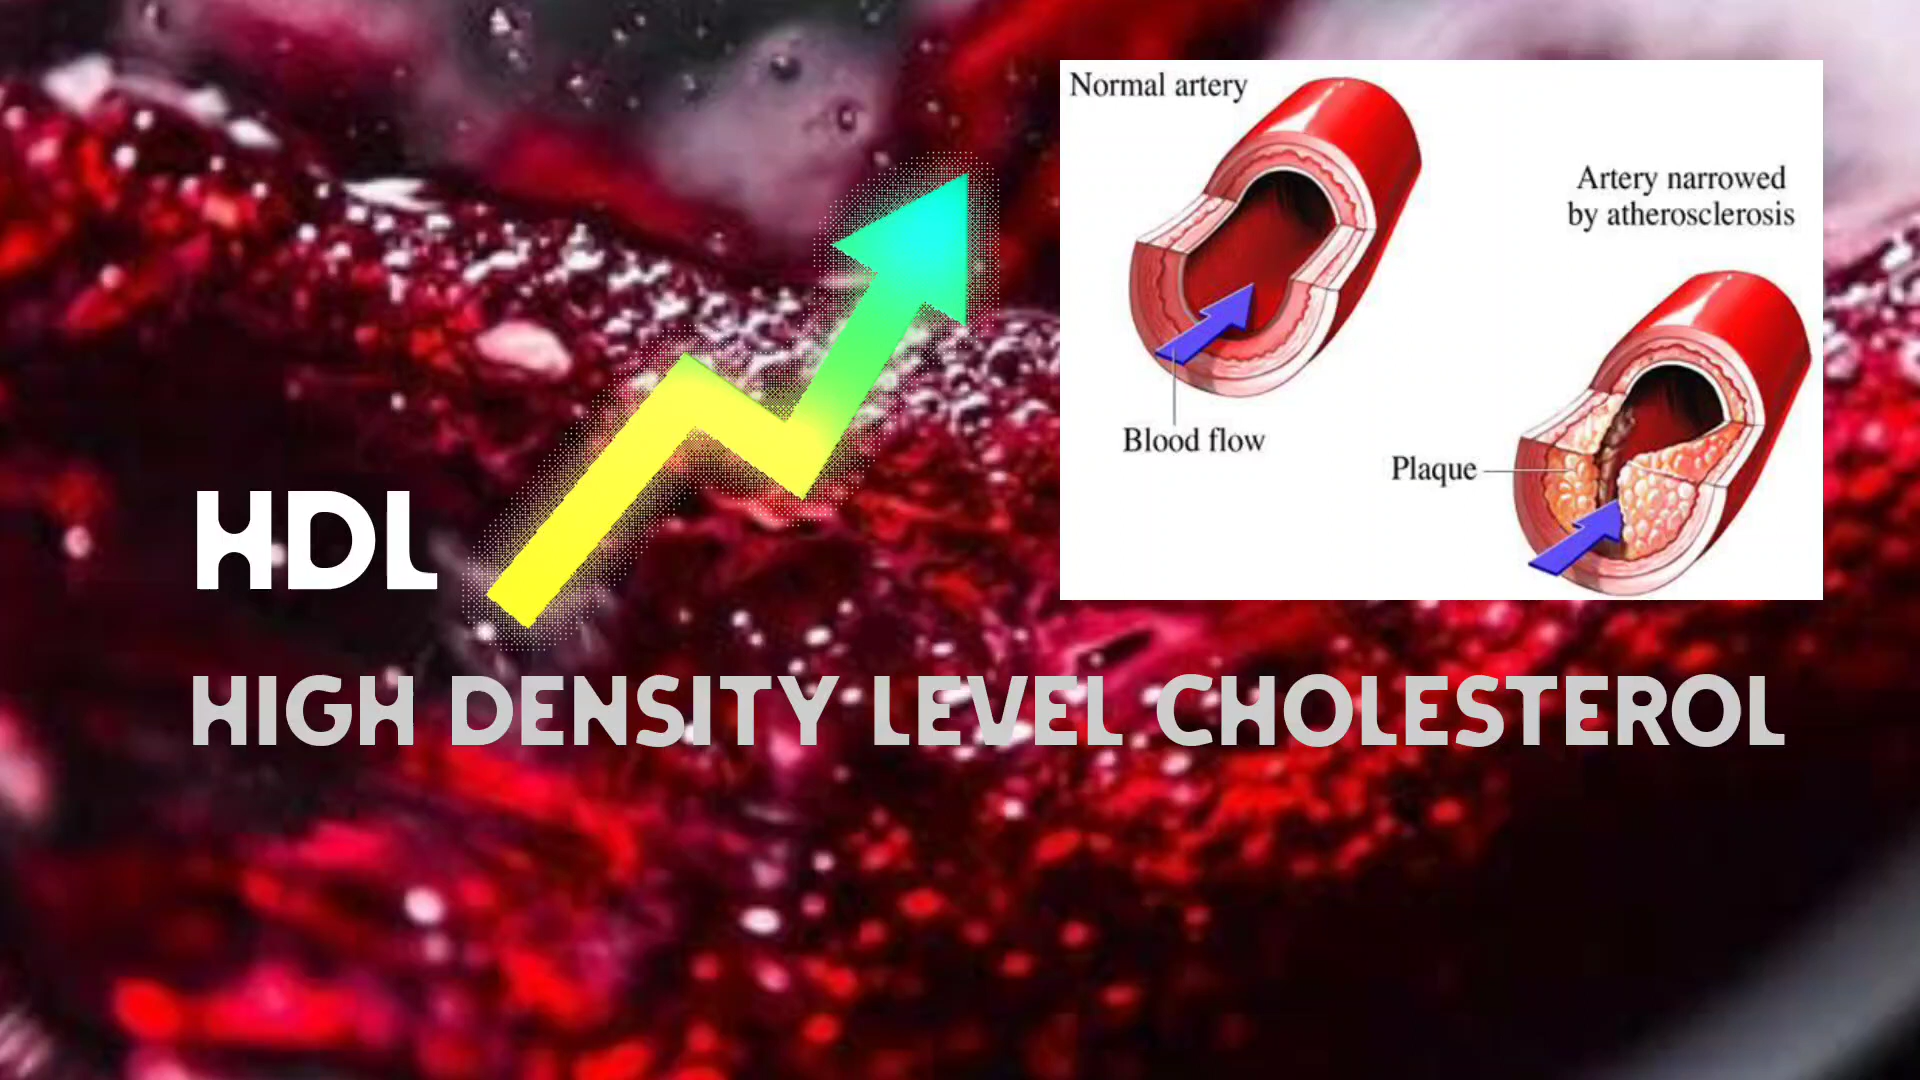 HDL
HIGH DENSITY LEVEL CHOLESTEROL
Normal artery
Blood flow
Artery narrowed
by atherosclerosis
Plaque